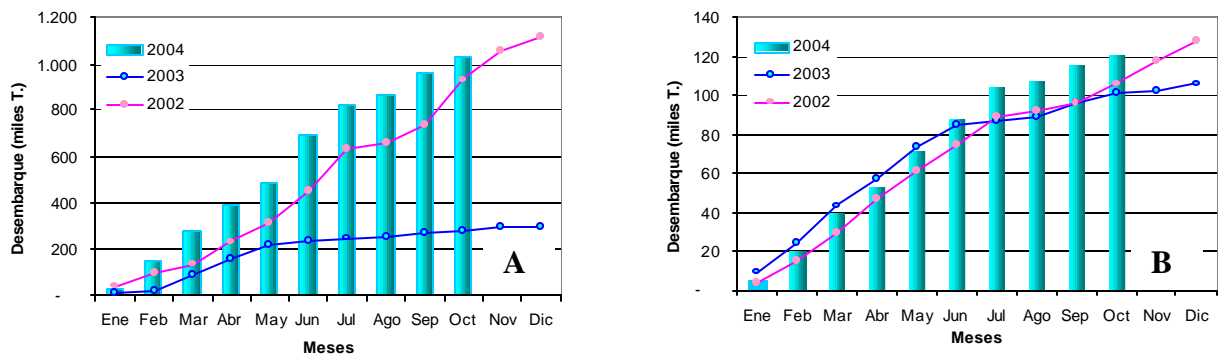 1.200
1.000
800
600
400
200
-
Desembarque (miles T.)
2004
2003
2002
A
Ene Feb Mar Abr May Jun Jul Ago Sep Oct Nov Dic
Meses
140
120
100
80
60
40
20
-
Desembarque (miles T.)
2004
2003
2002
B
Ene Feb Mar Abr May Jun Jul Ago Sep Oct Nov Dic
Meses